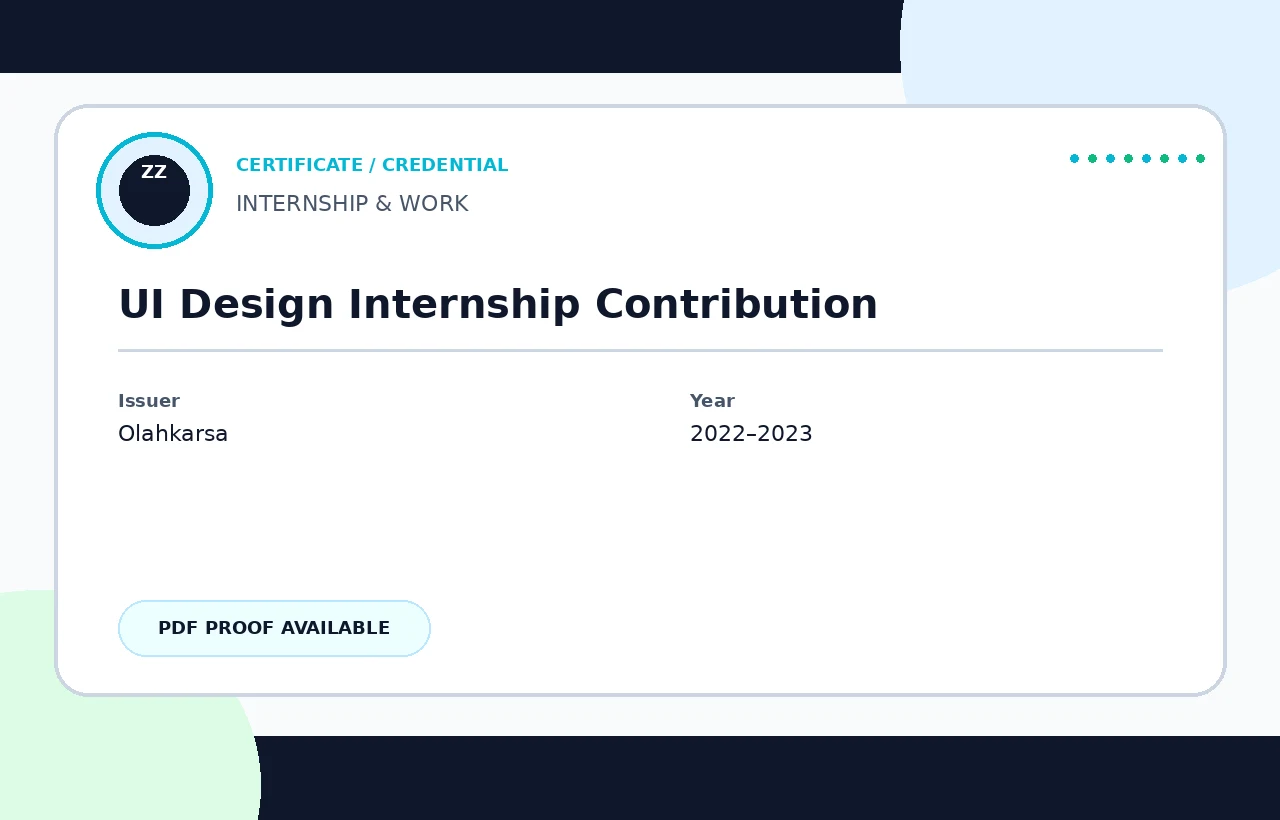 ZZ
CERTIFICATE / CREDENTIAL
INTERNSHIP & WORK
UI Design Internship Contribution
Issuer
Olahkarsa
Year
2022–2023
PDF PROOF AVAILABLE